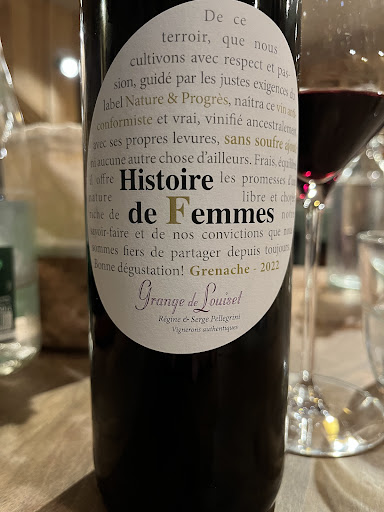 De ce
terroir, que nous
cultivons avec respect et pas-
sion, guidé par les justes exigences du
label Nature & Progrès, naîtra ce vin anti
conformiste et vrai, vinifié ancestralement
avec ses propres levures, sans soufre ajouté
ni aucune autre chose d'ailleurs. Frais, équilibré
il offre les promesses d'une
Histoire
nature libre et
de Femmes
riche de notre
savoir-faire et de nos convictions que nous
sommes fiers de partager depuis toujours.
Bonne dégustation! Grenache - 2022
Grange de Louiset
Régine & Serge Pellegrini
Vignerons authentiques